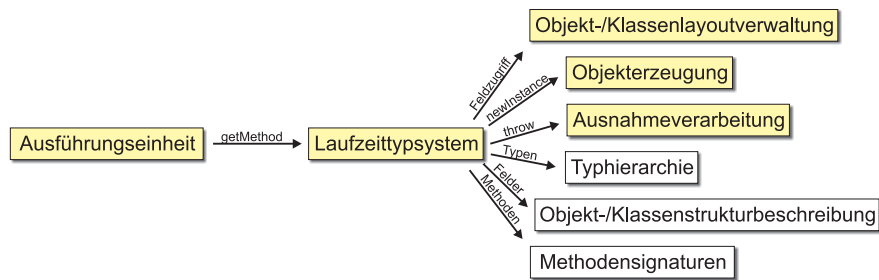 Objekt-/Klassenlayoutverwaltung
Feldzugriff
Objekterzeugung
newInstance
Ausnahmeverarbeitung
throw
Ausführungseinheit
getMethod
Laufzeittypsystem
Typen
Typhierarchie
Felder
Objekt-/Klassenstrukturbeschreibung
Methoden
Methodensignaturen